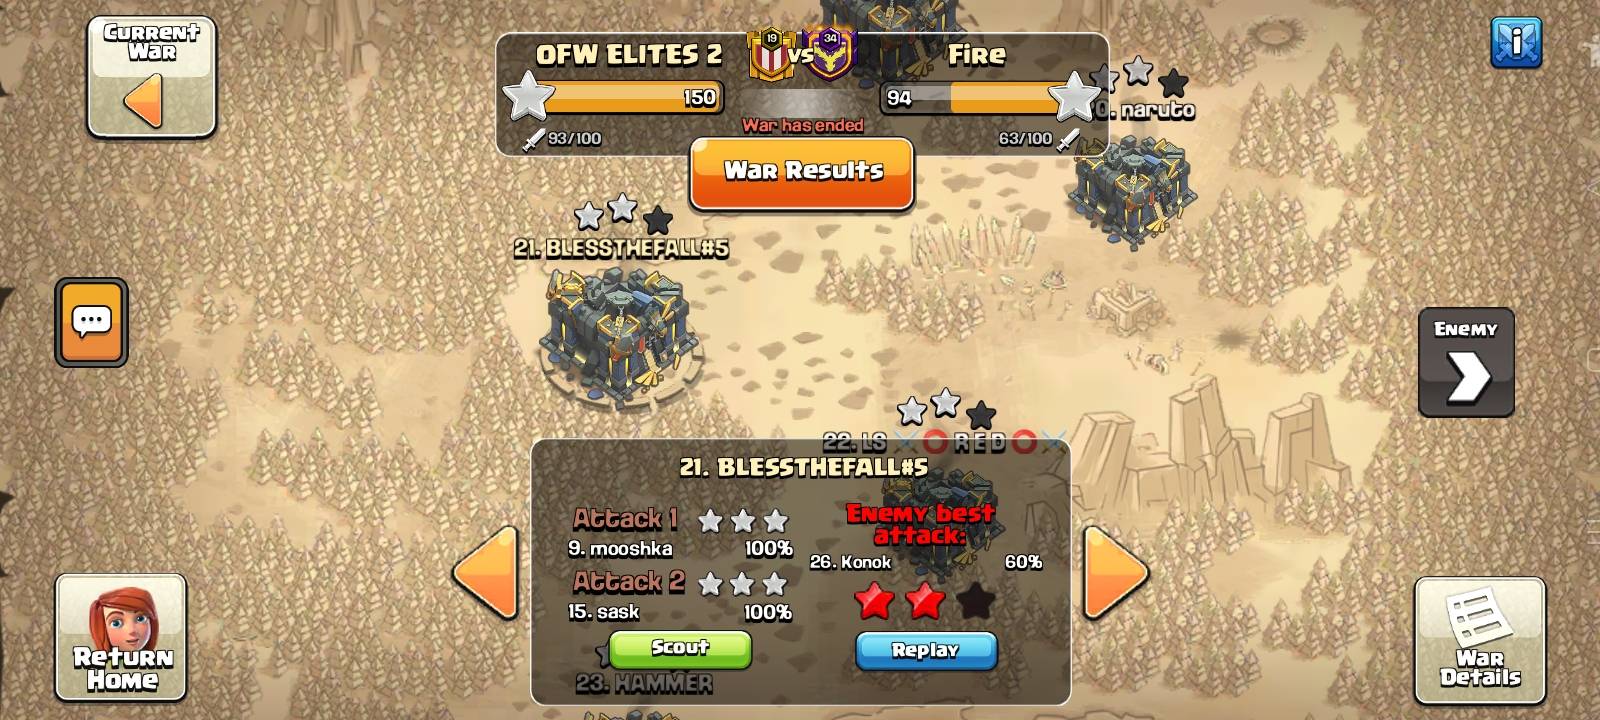 Current
War
OFW ELITES 2
19
vs
34
Fire
150
94
93/100
War has ended
63/100
War Results
naruto
21. BLESSTHEFALL#5
Enemy
22. LS
RED
21. BLESSTHEFALL#5
Attack 1
9. mooshka 100%
Attack 2
15. sask 100%
Enemy best
attack:
26. Konok 60%
Scout
Replay
23. HAMMER
Return
Home
War
Details